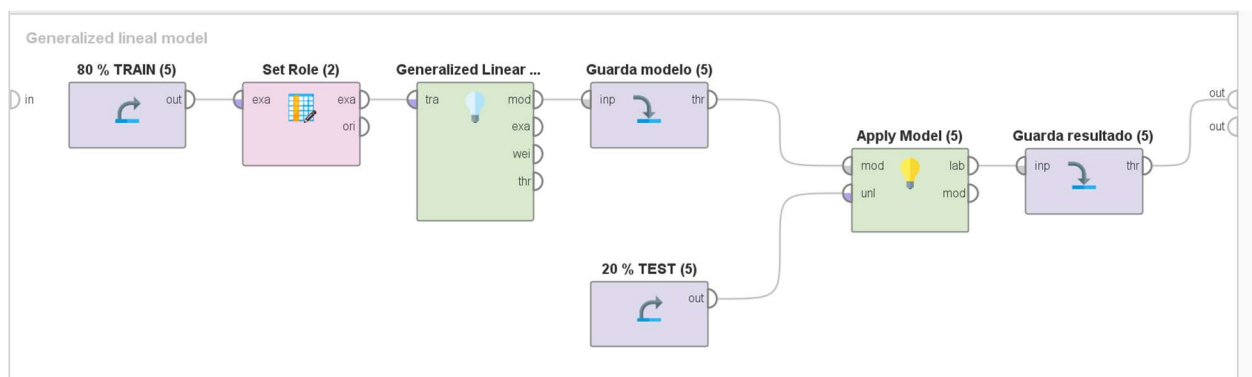 Generalized lineal model
80 % TRAIN (5)
Set Role (2)
Generalized Linear ...
Guarda modelo (5)
in
out
exa
exa
ori
tra
mod
exa
wei
thr
inp
thr
out
out
Apply Model (5)
Guarda resultado (5)
mod
lab
unl
mod
inp
thr
20 % TEST (5)
out